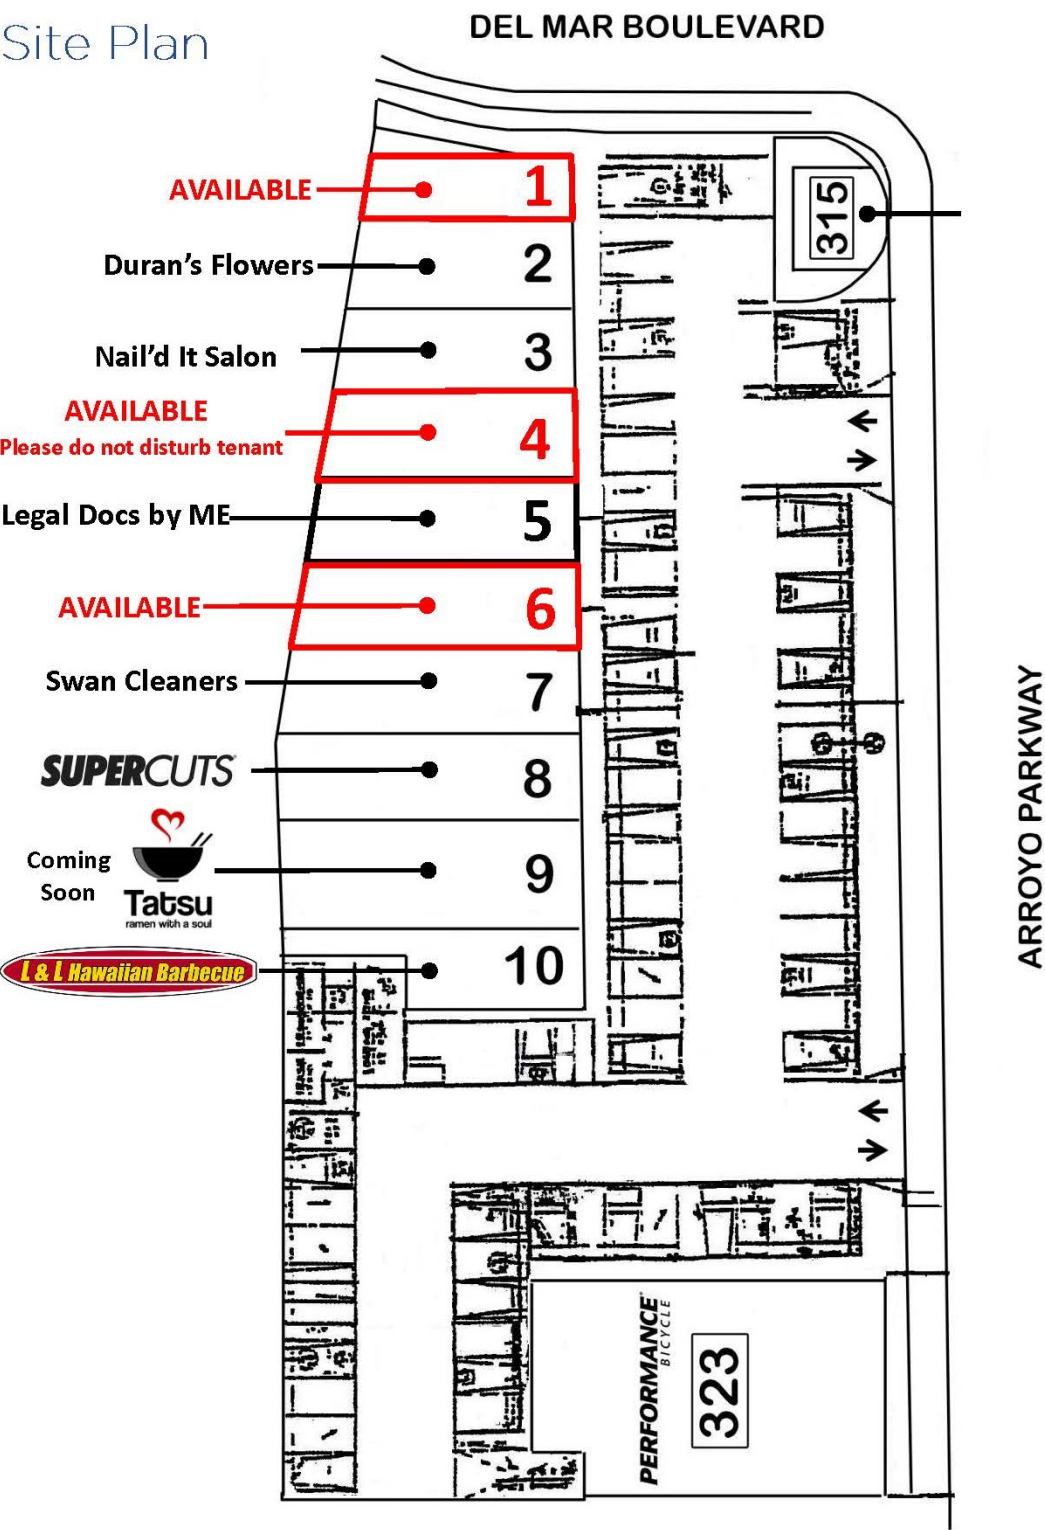 Site Plan
DEL MAR BOULEVARD
AVAILABLE
1
315
Duran's Flowers
2
Nail'd It Salon
3
AVAILABLE
Please do not disturb tenant
4
Legal Docs by ME
5
AVAILABLE
6
Swan Cleaners
7
SUPERCUTS
8
Coming
Soon
Tatsu
ramen with a soul
9
L & L Hawaiian Barbecue
10
ARROYO PARKWAY
PERFORMANCE
BICYCLE
323